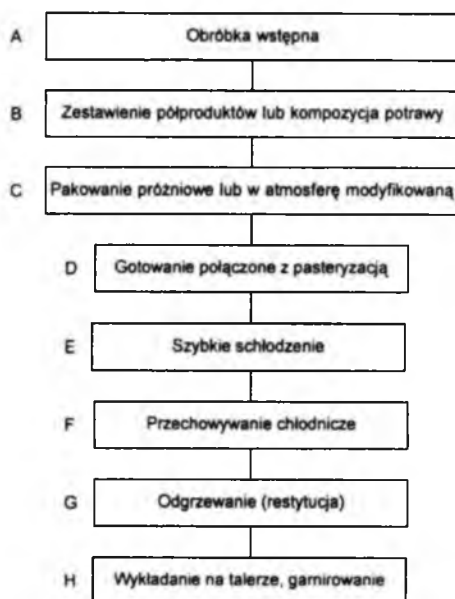 A Obróbka wstępna
B Zestawienie półproduktów lub kompozycja potrawy
C Pakowanie próżniowe lub w atmosferę modyfikowaną
D Gotowanie połączone z pasteryzacją
E Szybkie schłodzenie
F Przechowywanie chłodnicze
G Odgrzewanie (restytucja)
H Wykładanie na talerze, garnirowanie